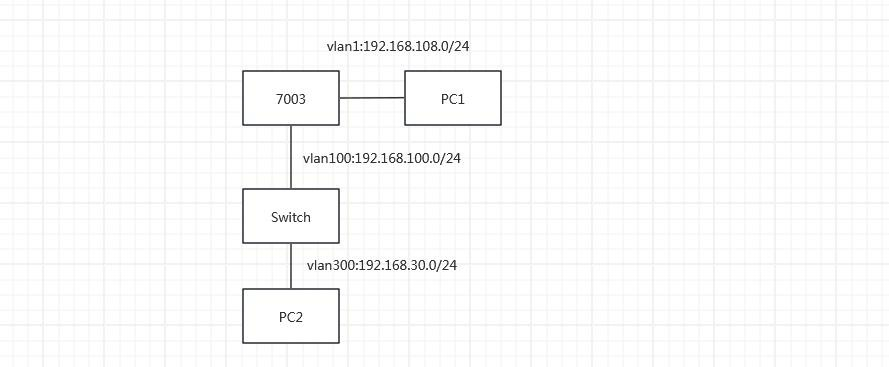 vlan1:192.168.108.0/24
7003
PC1
vlan100:192.168.100.0/24
Switch
vlan300:192.168.30.0/24
PC2